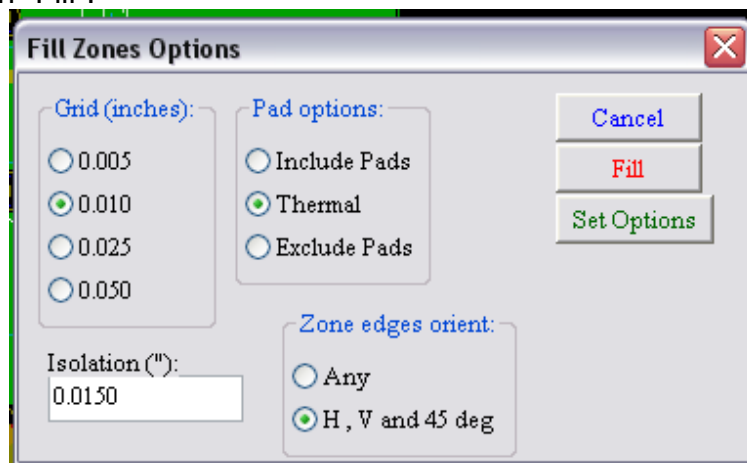 Fill Zones Options
Grid (inches):
0.005
0.010
0.025
0.050
Pad options:
Include Pads
Thermal
Exclude Pads
Cancel
Fill
Set Options
Isolation ("):
0.0150
Zone edges orient:
Any
H , V and 45 deg